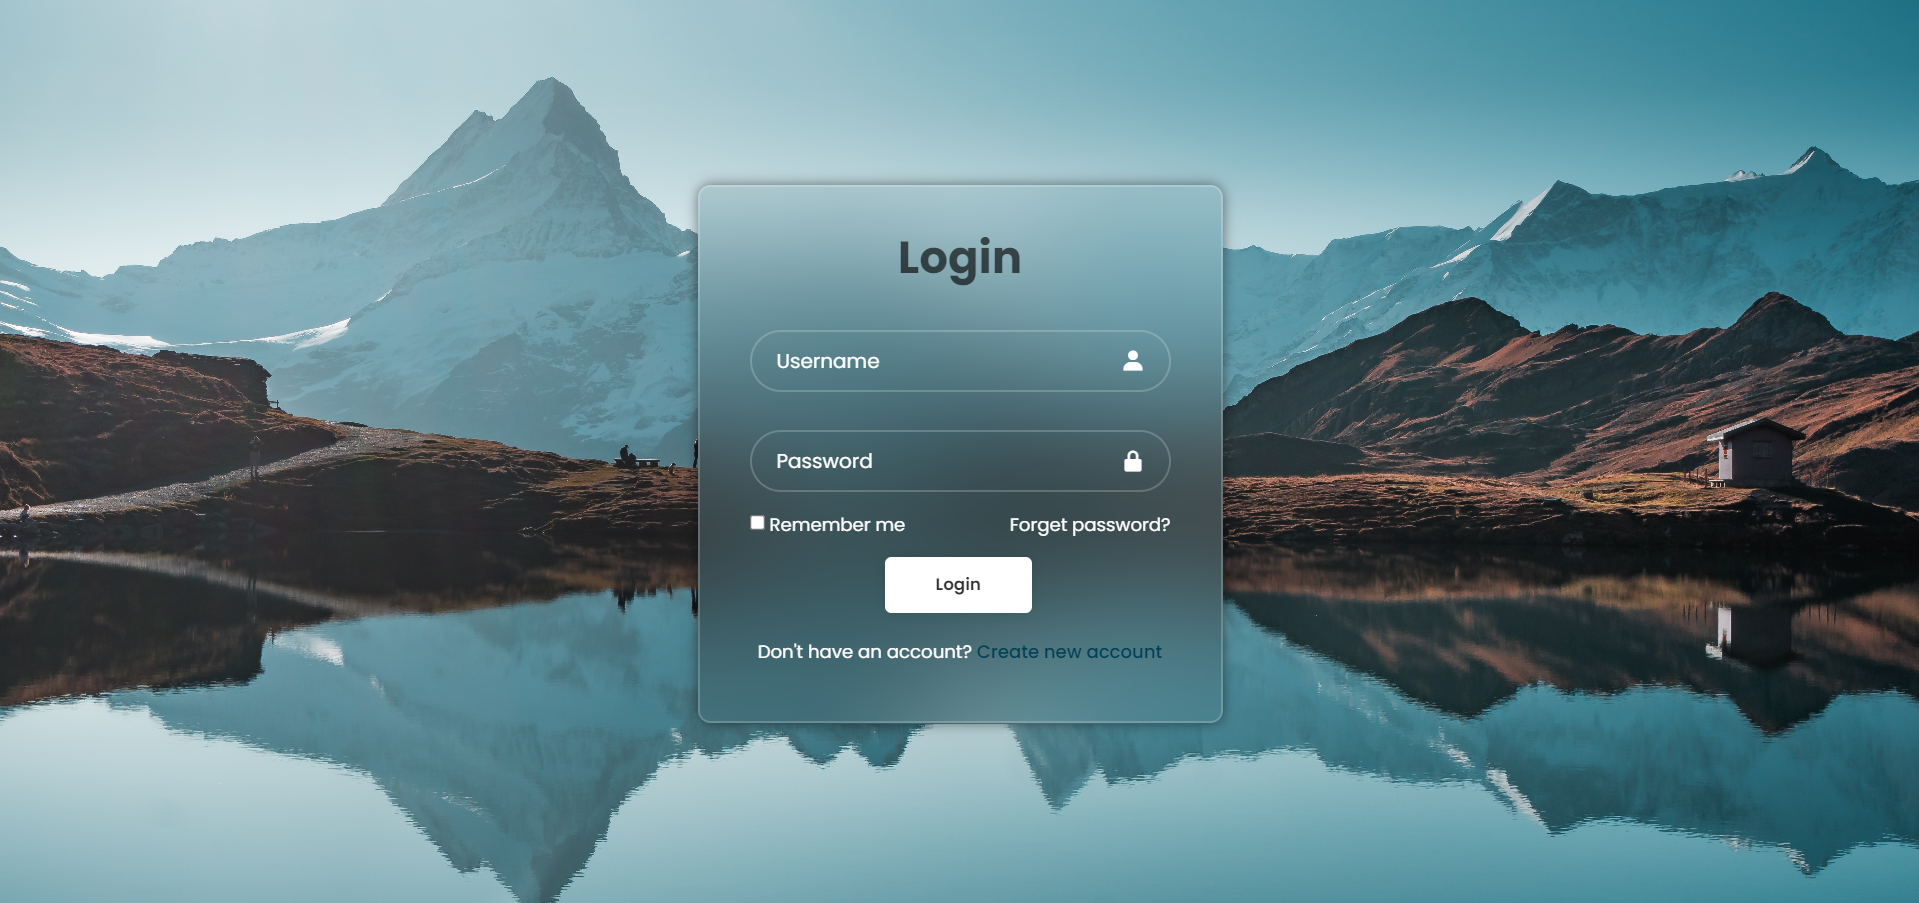 Login
Username
Password
Remember me Forget password?
Login
Don't have an account? Create new account